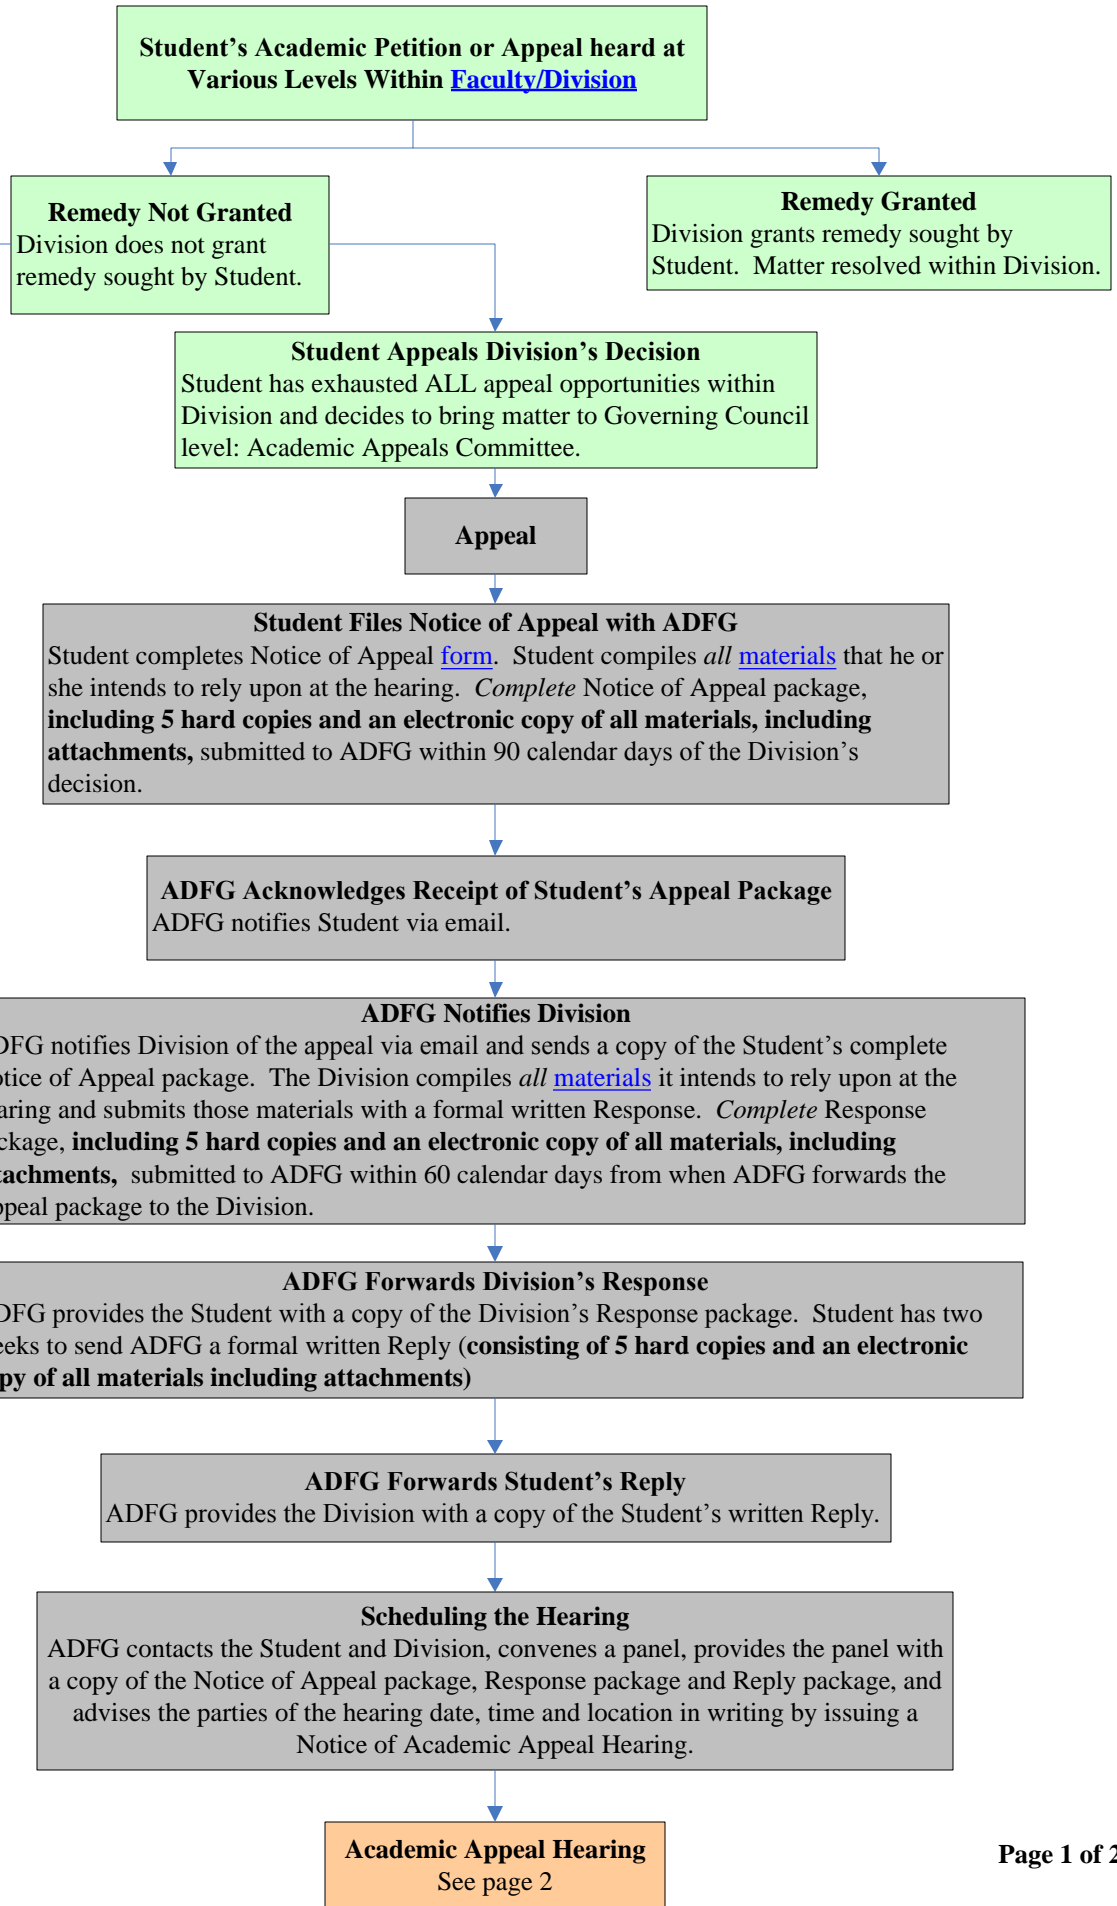 Student’s Academic Petition or Appeal heard at
Various Levels Within Faculty/Division
Remedy Not Granted
Division does not grant
remedy sought by Student.
Remedy Granted
Division grants remedy sought by
Student.  Matter resolved within Division.
Student Appeals Division’s Decision
Student has exhausted ALL appeal opportunities within
Division and decides to bring matter to Governing Council
level: Academic Appeals Committee.
Appeal
Student Files Notice of Appeal with ADFG
Student completes Notice of Appeal form.  Student compiles all materials that he or
she intends to rely upon at the hearing.  Complete Notice of Appeal package,
including 5 hard copies and an electronic copy of all materials, including
attachments, submitted to ADFG within 90 calendar days of the Division’s
decision.
ADFG Acknowledges Receipt of Student’s Appeal Package
ADFG notifies Student via email.
ADFG Notifies Division
DFG notifies Division of the appeal via email and sends a copy of the Student’s complete
otice of Appeal package.  The Division compiles all materials it intends to rely upon at the
aring and submits those materials with a formal written Response.  Complete Response
ckage, including 5 hard copies and an electronic copy of all materials, including
tachments,  submitted to ADFG within 60 calendar days from when ADFG forwards the
ppeal package to the Division.
ADFG Forwards Division’s Response
DFG provides the Student with a copy of the Division’s Response package.  Student has two
eeks to send ADFG a formal written Reply (consisting of 5 hard copies and an electronic
py of all materials including attachments)
ADFG Forwards Student’s Reply
ADFG provides the Division with a copy of the Student’s written Reply.
Scheduling the Hearing
ADFG contacts the Student and Division, convenes a panel, provides the panel with
a copy of the Notice of Appeal package, Response package and Reply package, and
advises the parties of the hearing date, time and location in writing by issuing a
Notice of Academic Appeal Hearing.
Academic Appeal Hearing
See page 2
Page 1 of 2